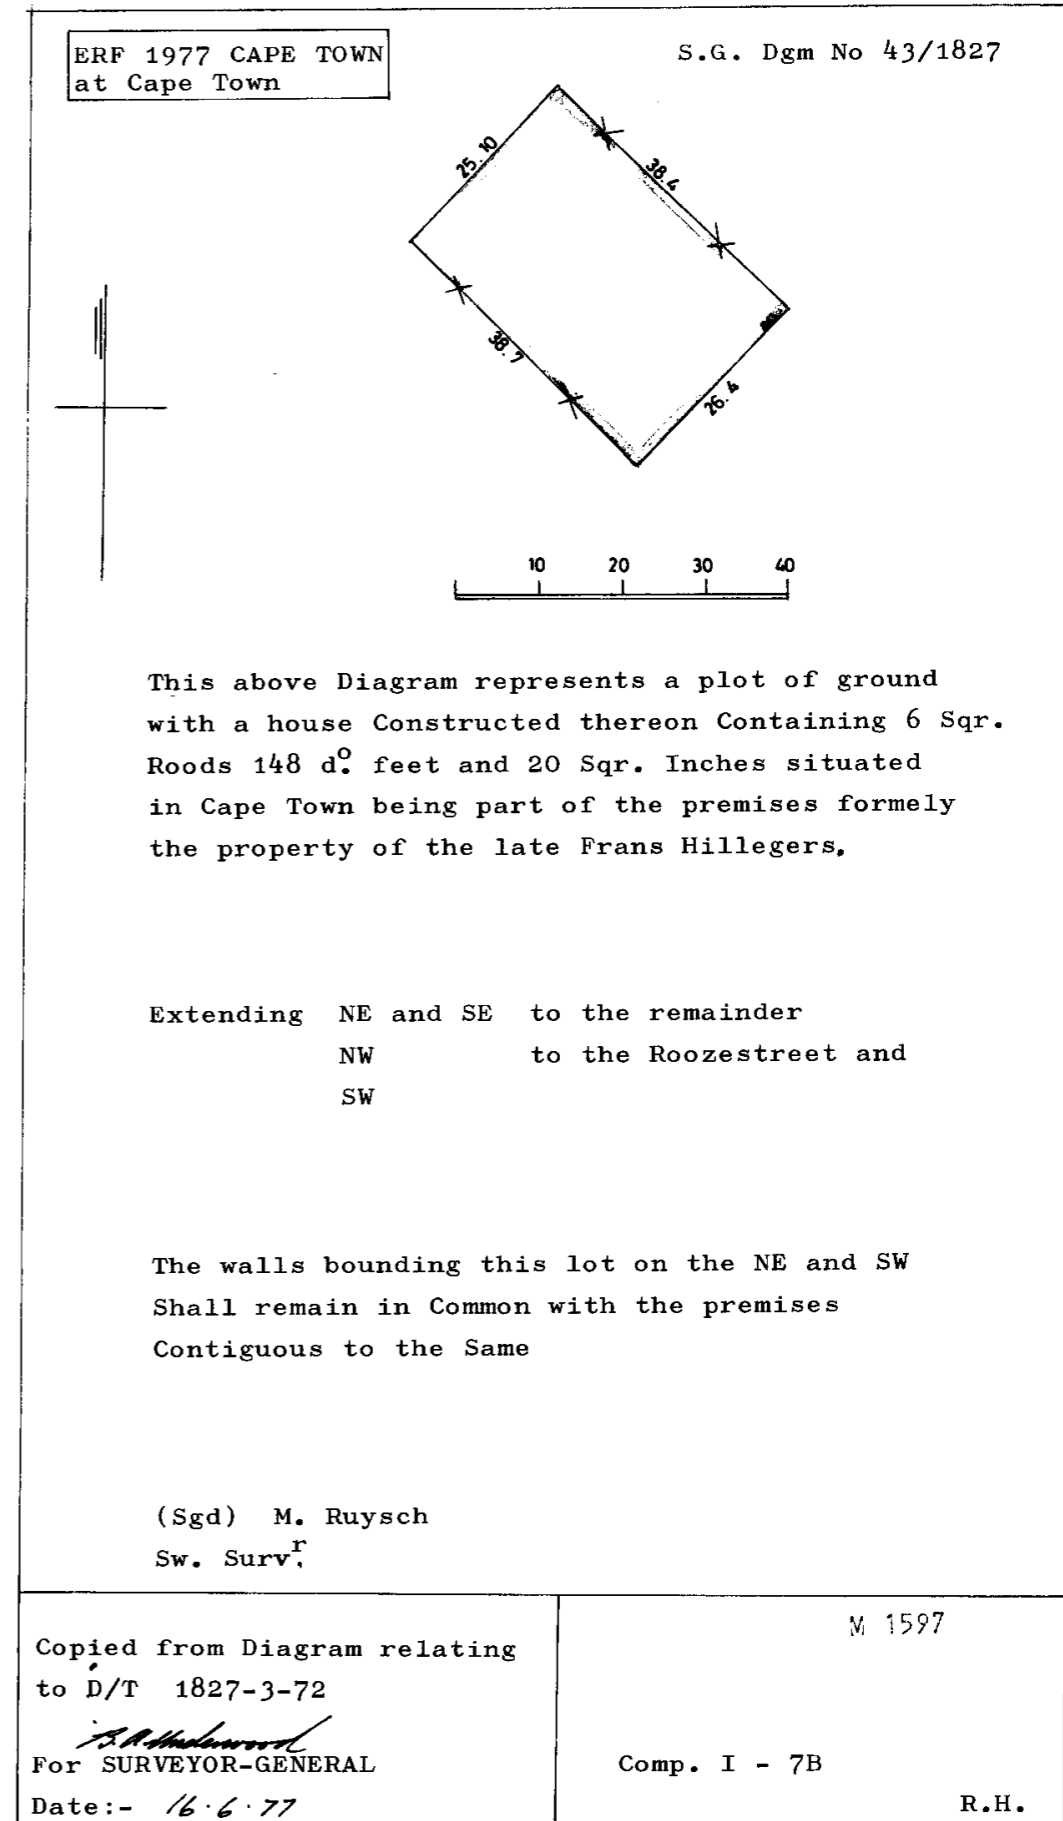 ERF 1977 CAPE TOWN
at Cape Town
S.G. Dgm No 43/1827
25.10
38.4
38.7
26.4
10 20 30 40
This above Diagram represents a plot of ground
with a house Constructed thereon Containing 6 Sqr.
Roods 148 d.º feet and 20 Sqr. Inches situated
in Cape Town being part of the premises formely
the property of the late Frans Hillegers.
Extending NE and SE to the remainder
NW to the Roozestreet and
SW
The walls bounding this lot on the NE and SW
Shall remain in Common with the premises
Contiguous to the Same
(Sgd) M. Ruysch
Sw. Surv.r
Copied from Diagram relating
to D/T 1827-3-72
For SURVEYOR-GENERAL
Date:- 16.6.77
M 1597
Comp. I - 7B
R.H.